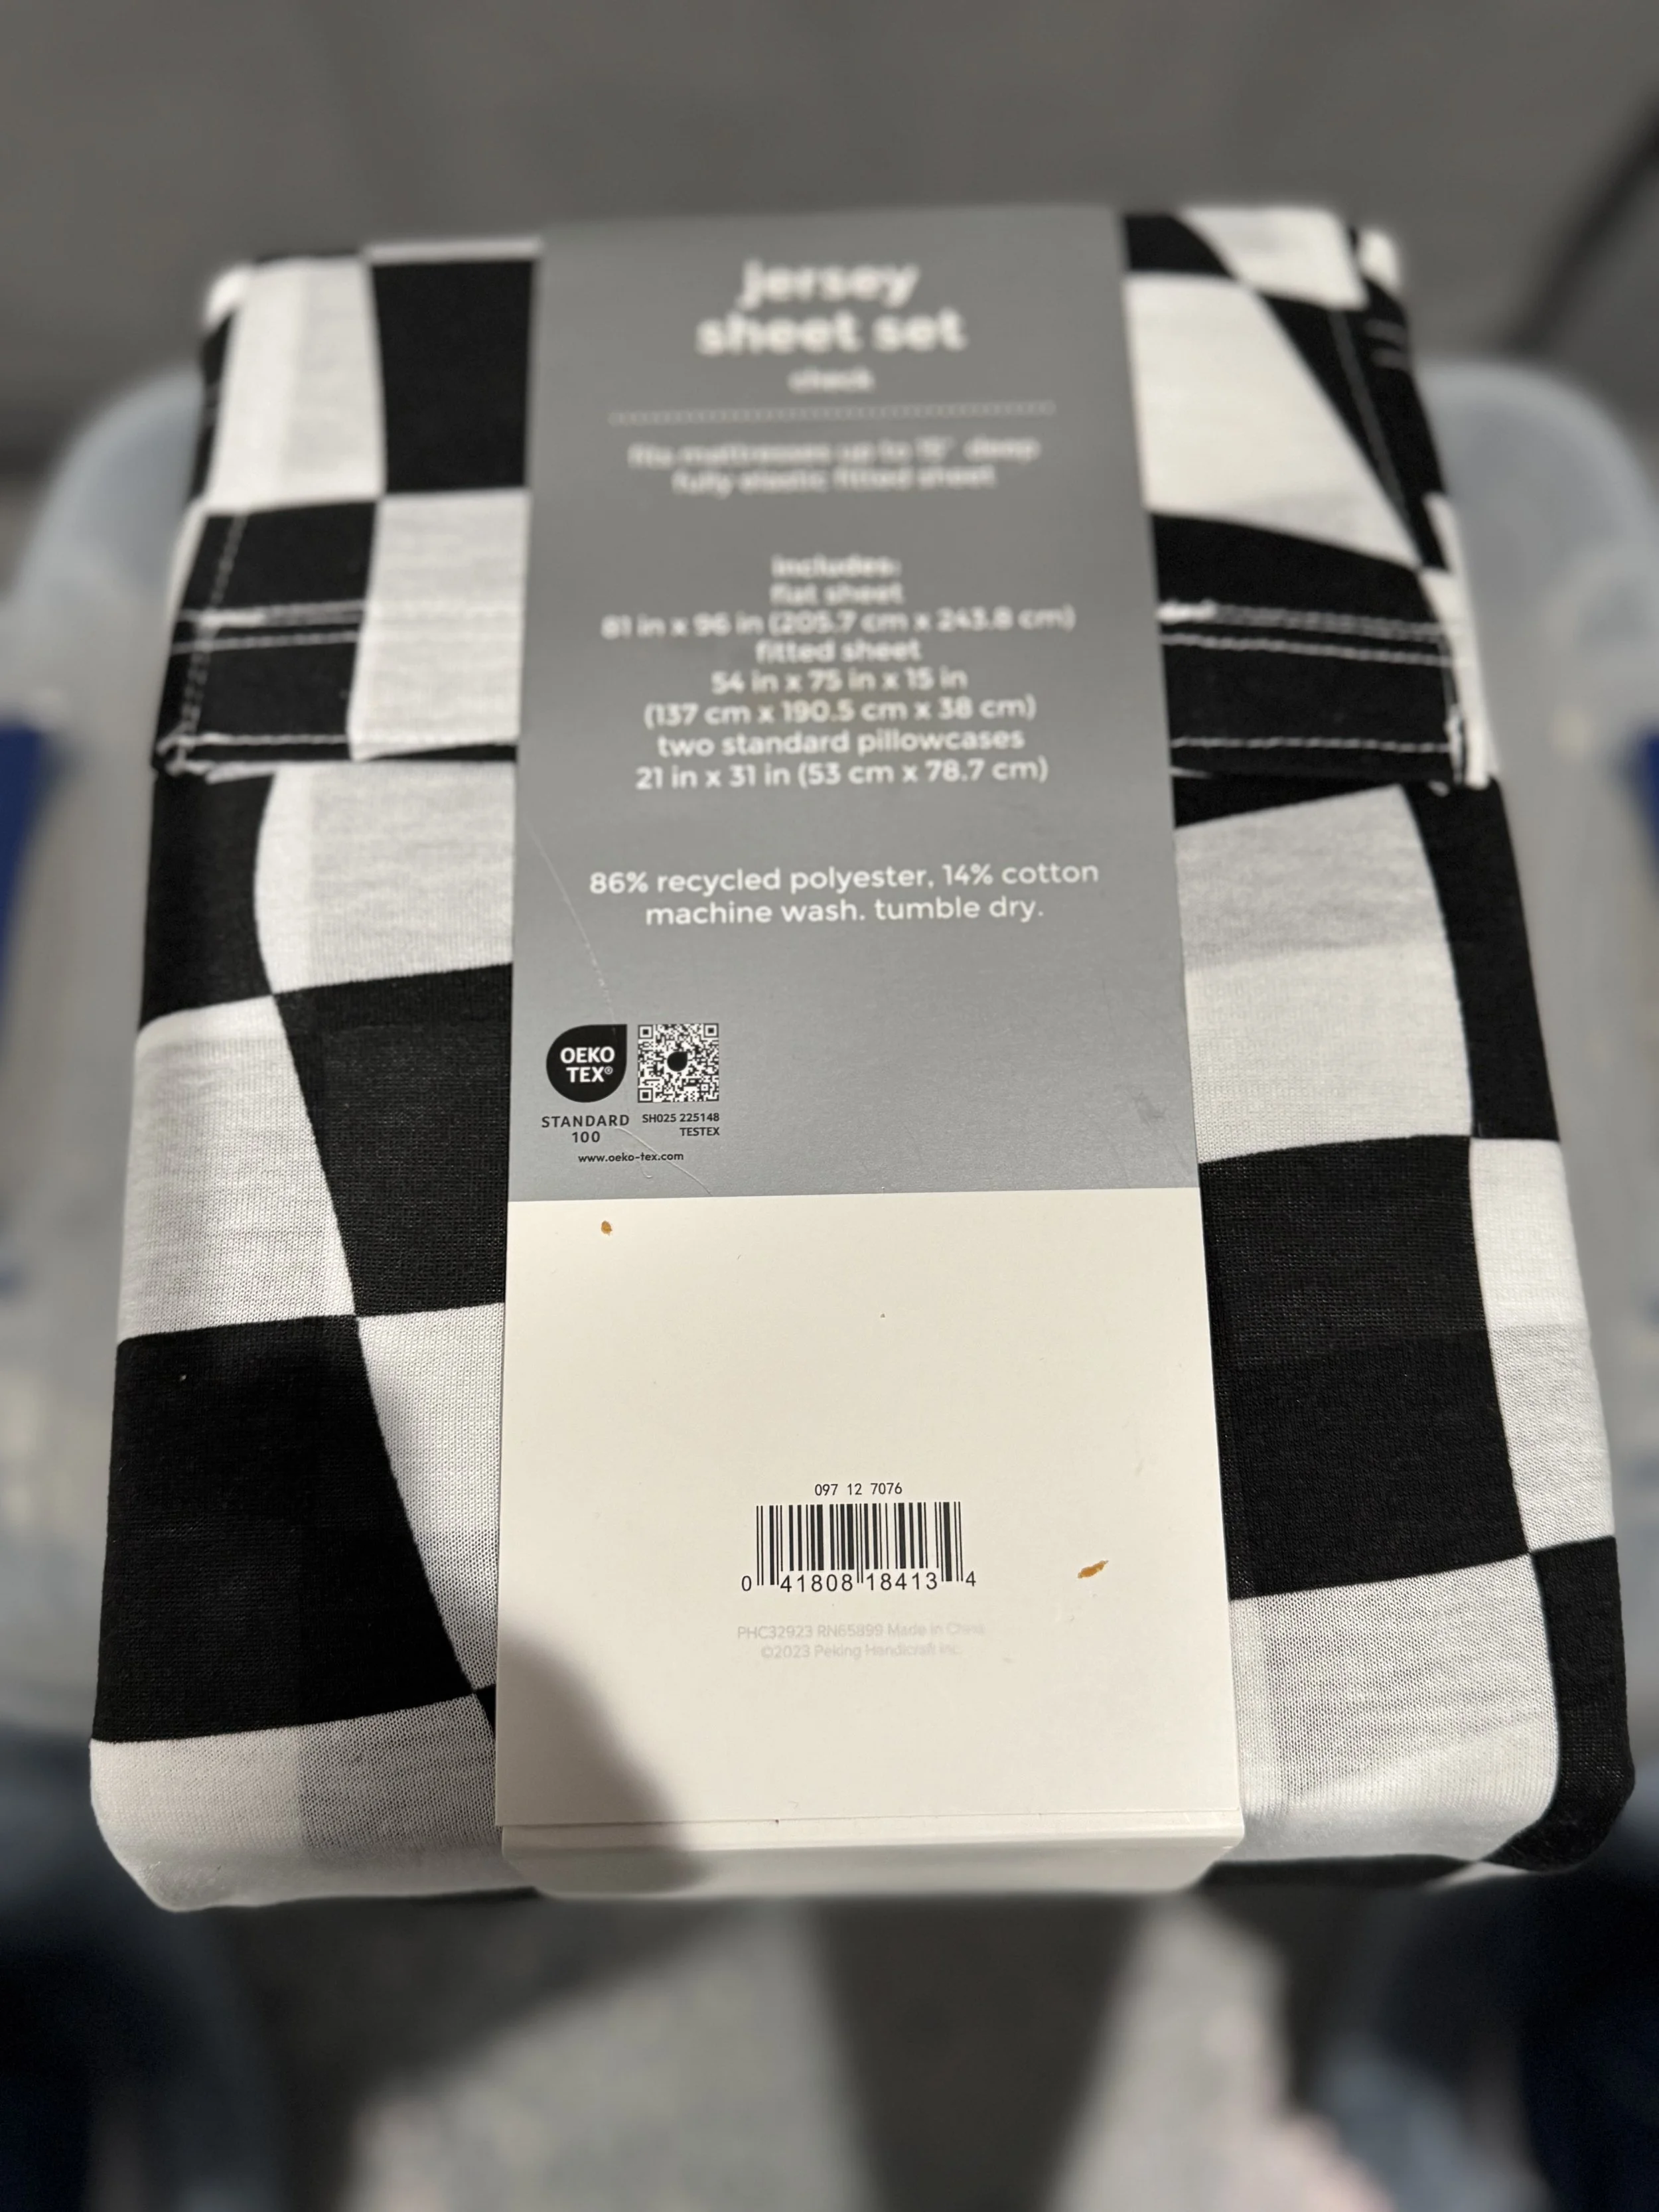 jersey
sheet set
check
fits mattresses up to 15" deep
fully elastic fitted sheet
includes:
flat sheet
81 in x 96 in (205.7 cm x 243.8 cm)
fitted sheet
54 in x 75 in x 15 in
(137 cm x 190.5 cm x 38 cm)
two standard pillowcases
21 in x 31 in (53 cm x 78.7 cm)
86% recycled polyester, 14% cotton
machine wash. tumble dry.
OEKO
TEX®
STANDARD
100
SH025 225148
TESTEX
www.oeko-tex.com
097 12 7076
0 41808 18413 4
PHC32923 RN65899 Made in China
©2023 Peking Handicraft Inc.